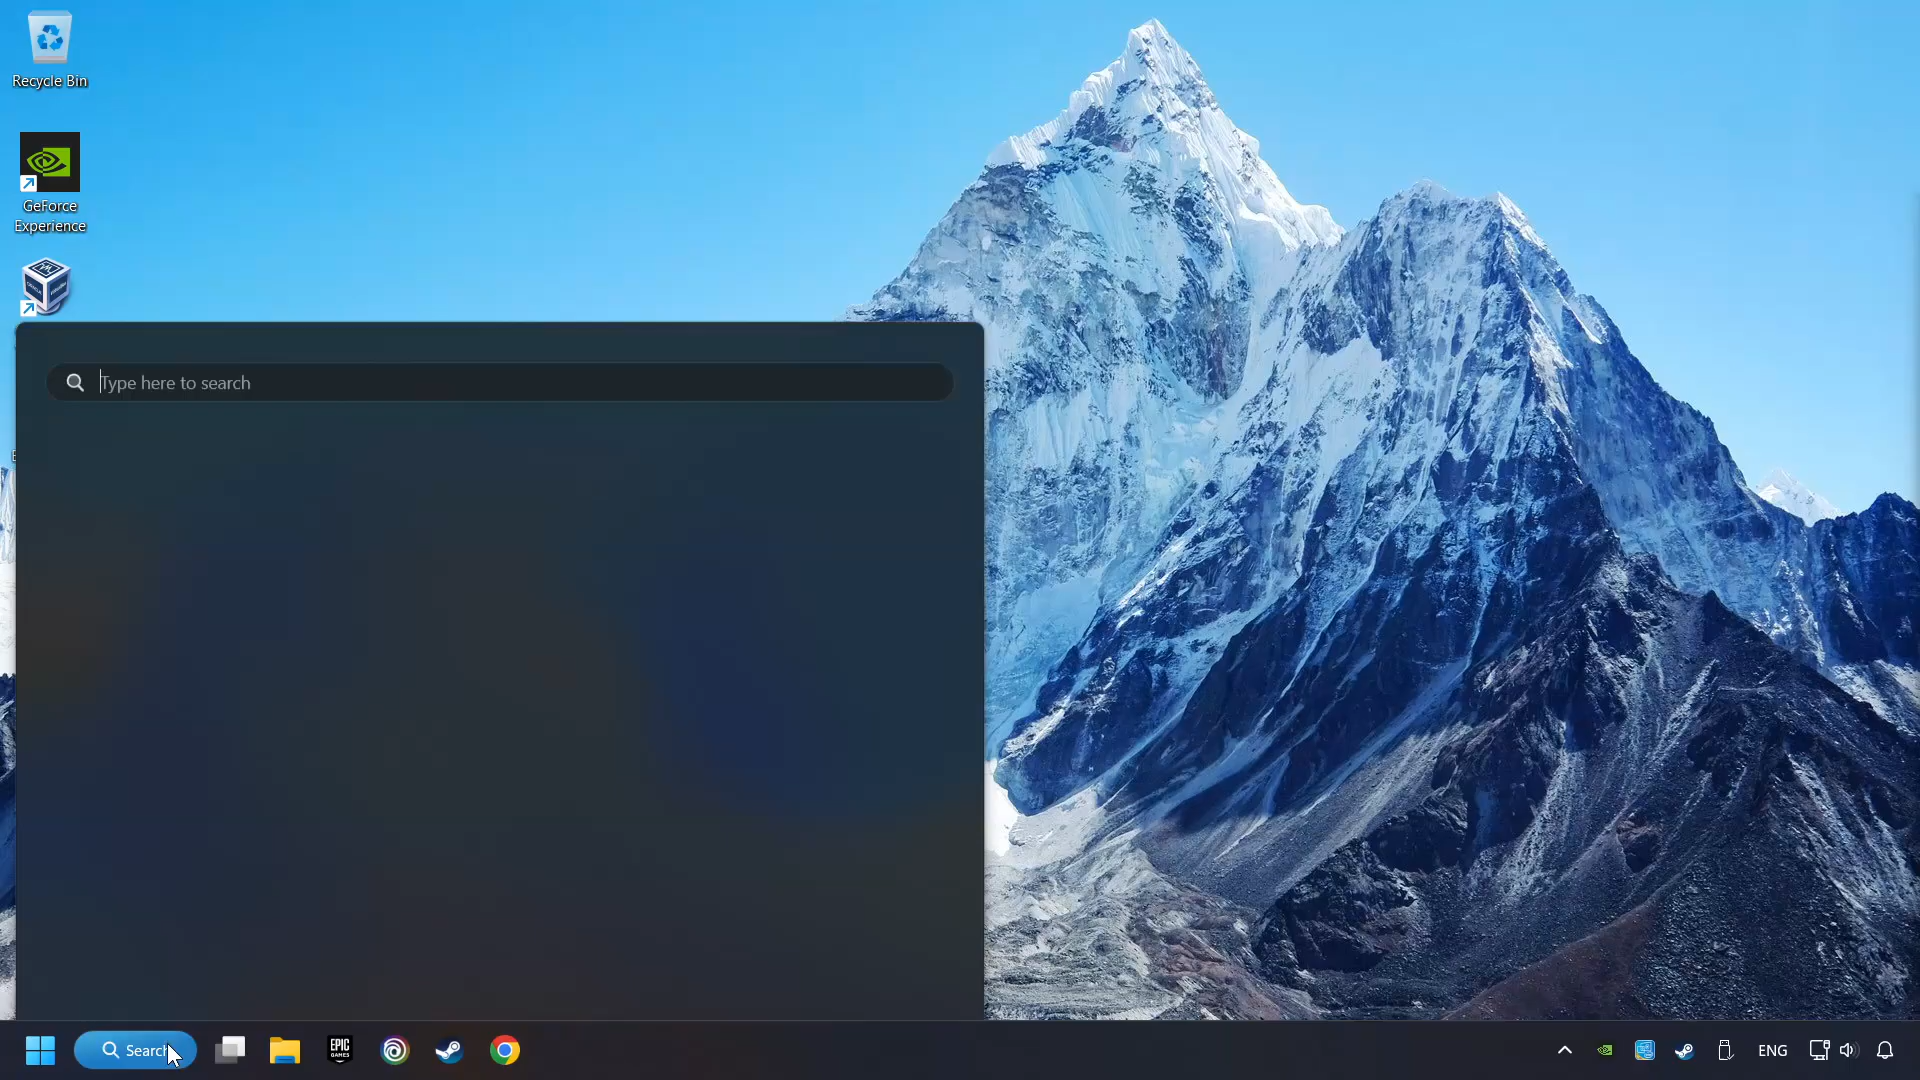 Recycle Bin
GeForce
Experience
Type here to search
Search
EPIC
GAMES
ENG